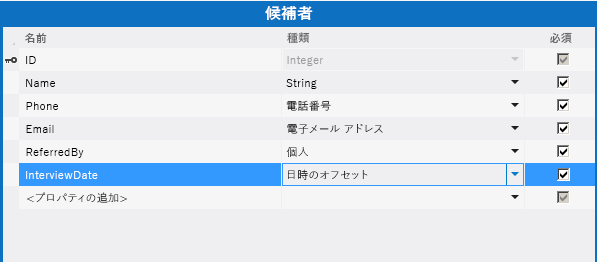 候補者
名前 種類 必須
ID Integer
Name String
Phone 電話番号
Email 電子メール アドレス
ReferredBy 個人
InterviewDate 日時のオフセット
<プロパティの追加>